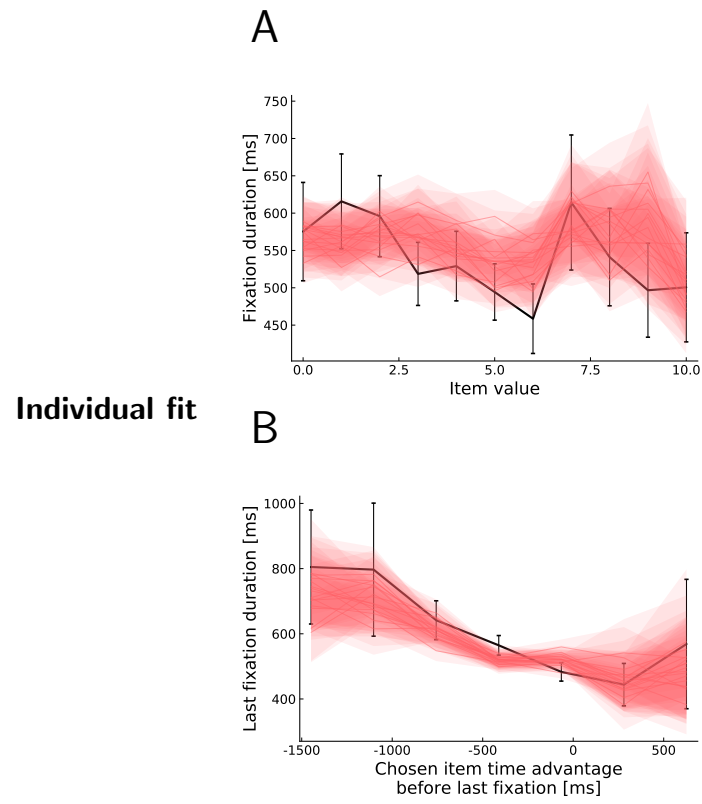 A
Fixation duration [ms]
750
700
650
600
550
500
450
0.0 2.5 5.0 7.5 10.0
Item value
Individual fit
B
Last fixation duration [ms]
1000
800
600
400
-1500 -1000 -500 0 500
Chosen item time advantage
before last fixation [ms]